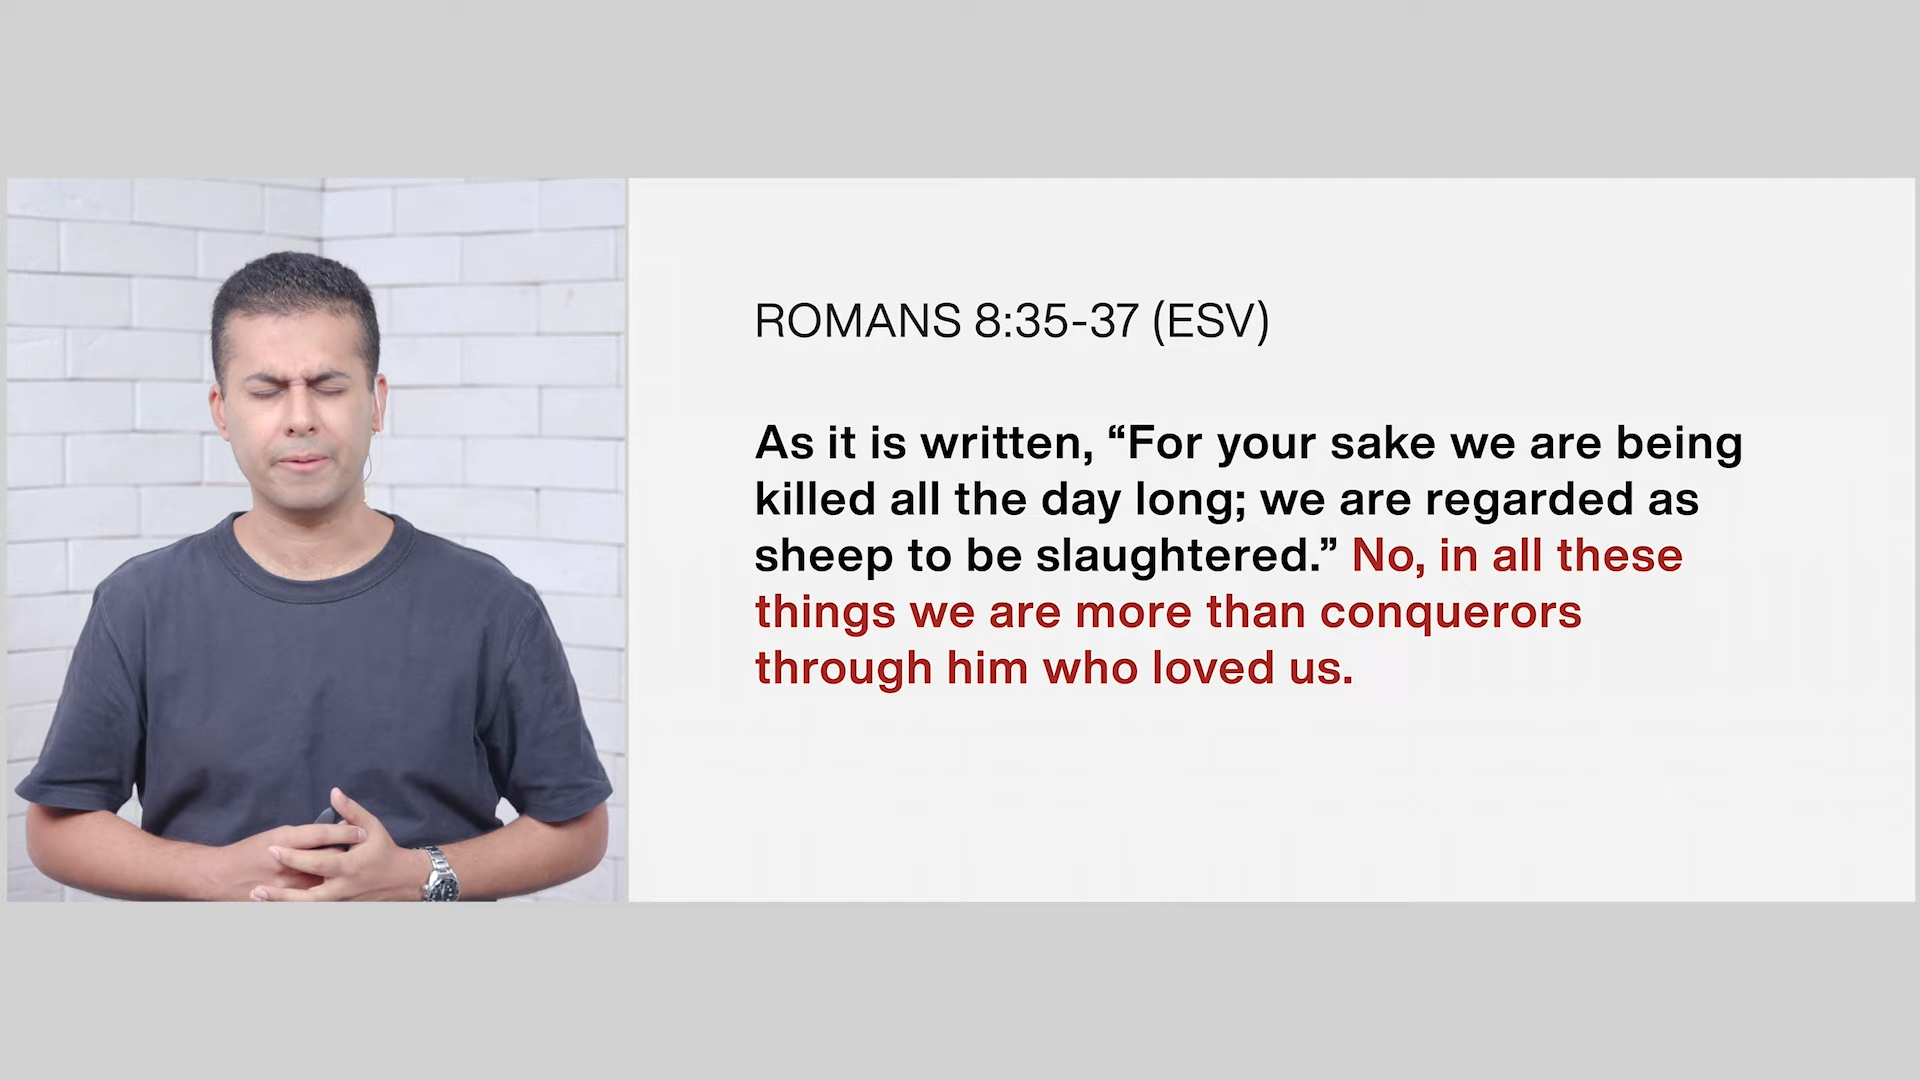 ROMANS 8:35-37 (ESV)
As it is written, “For your sake we are being
killed all the day long; we are regarded as
sheep to be slaughtered.” No, in all these
things we are more than conquerors
through him who loved us.